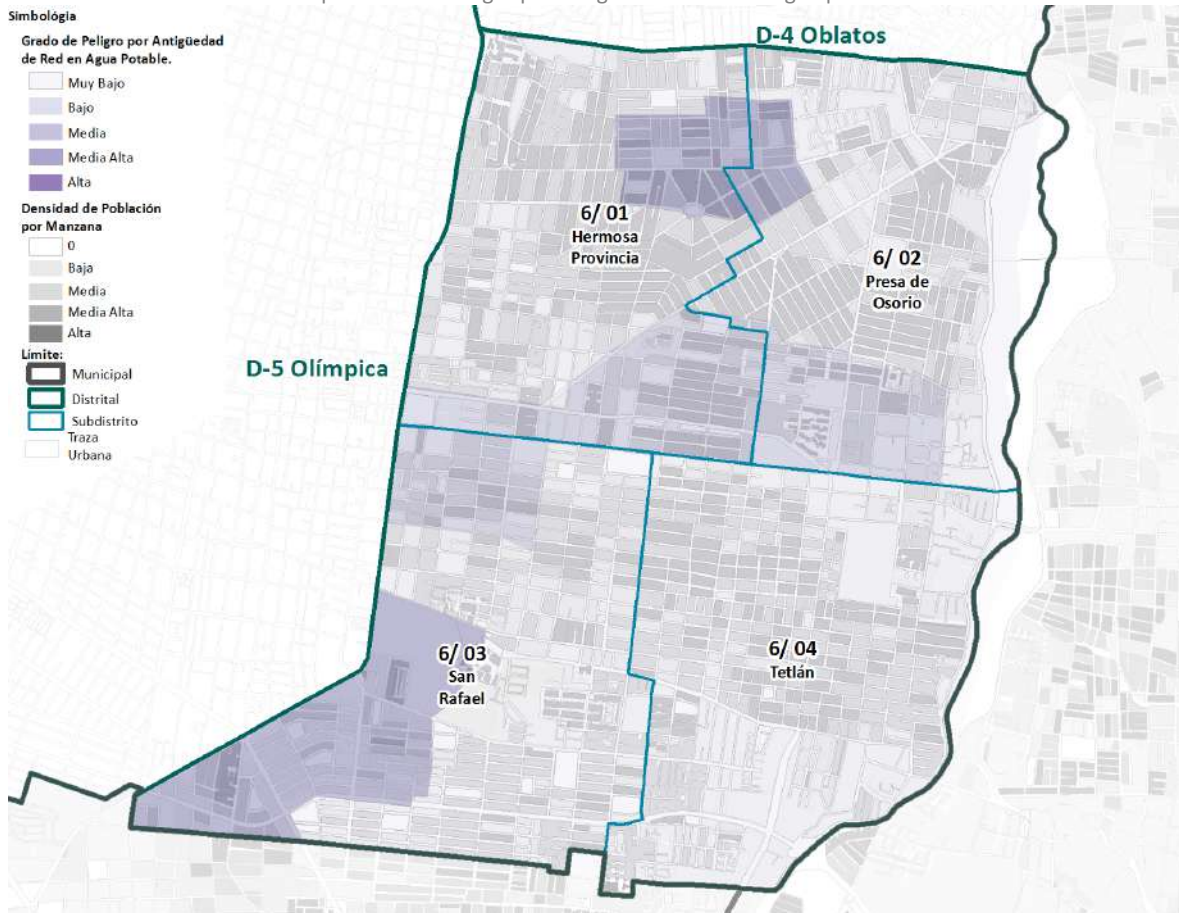 Simbológia
Grado de Peligro por Antigüedad
de Red en Agua Potable.
Muy Bajo
Bajo
Media
Media Alta
Alta
Densidad de Población
por Manzana
0
Baja
Media
Media Alta
Alta
Límite:
Municipal
Distrital
Subdistrito
Traza
Urbana
D-4 Oblatos
D-5 Olímpica
6/ 01
Hermosa
Provincia
6/ 02
Presa de
Osorio
6/ 03
San
Rafael
6/ 04
Tetlán